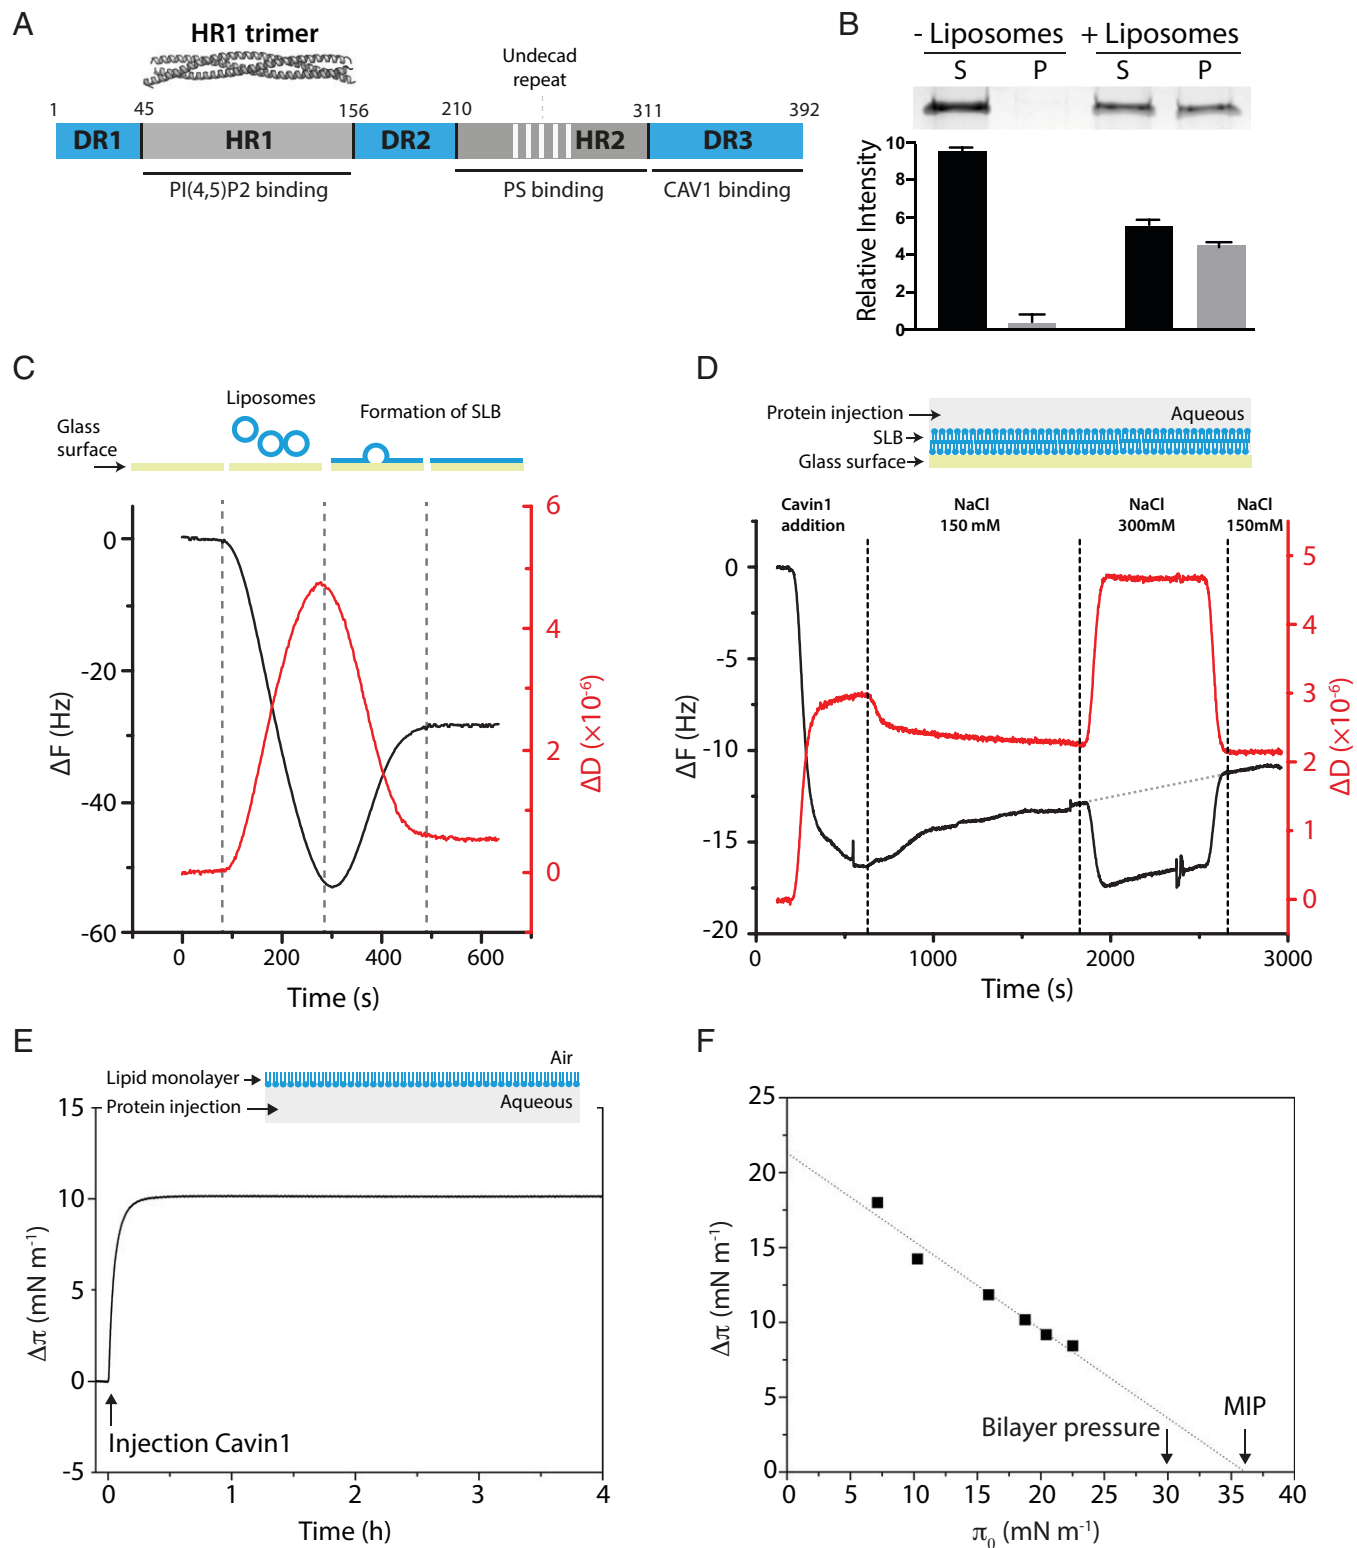 A
HR1 trimer
Undecad
repeat
1 45 156 210 311 392
DR1 HR1 DR2 HR2 DR3
PI(4,5)P2 binding PS binding CAV1 binding
B
- Liposomes + Liposomes
S P S P
10
8
6
4
2
0
Relative Intensity
C
Liposomes
Formation of SLB
Glass
surface
0
-20
-40
-60
ΔF (Hz)
6
4
2
0
ΔD (×10⁻⁶)
0 200 400 600
Time (s)
D
Protein injection
Aqueous
SLB
Glass surface
Cavin1
addition
NaCl
150 mM
NaCl
300mM
NaCl
150mM
0
-5
-10
-15
-20
ΔF (Hz)
5
4
3
2
1
0
ΔD (×10⁻⁶)
0 1000 2000 3000
Time (s)
E
Air
Lipid monolayer
Protein injection
Aqueous
15
10
5
0
-5
Δπ (mN m⁻¹)
Injection Cavin1
0 1 2 3 4
Time (h)
F
25
20
15
10
5
0
Δπ (mN m⁻¹)
Bilayer pressure
MIP
0 5 10 15 20 25 30 35 40
π₀ (mN m⁻¹)